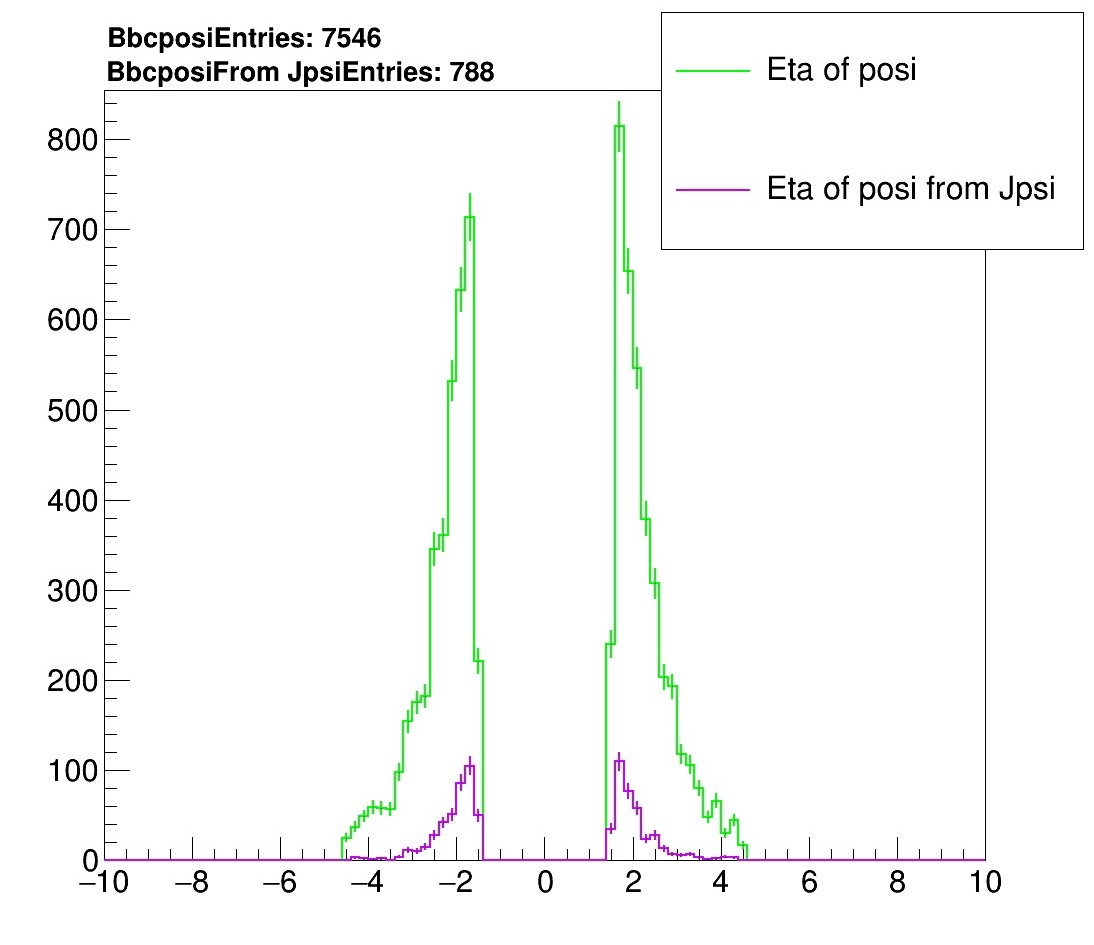 BbcposiEntries: 7546
BbcposiFrom JpsiEntries: 788
Eta of posi
Eta of posi from Jpsi
800
700
600
500
400
300
200
100
0
−10 −8 −6 −4 −2 0 2 4 6 8 10